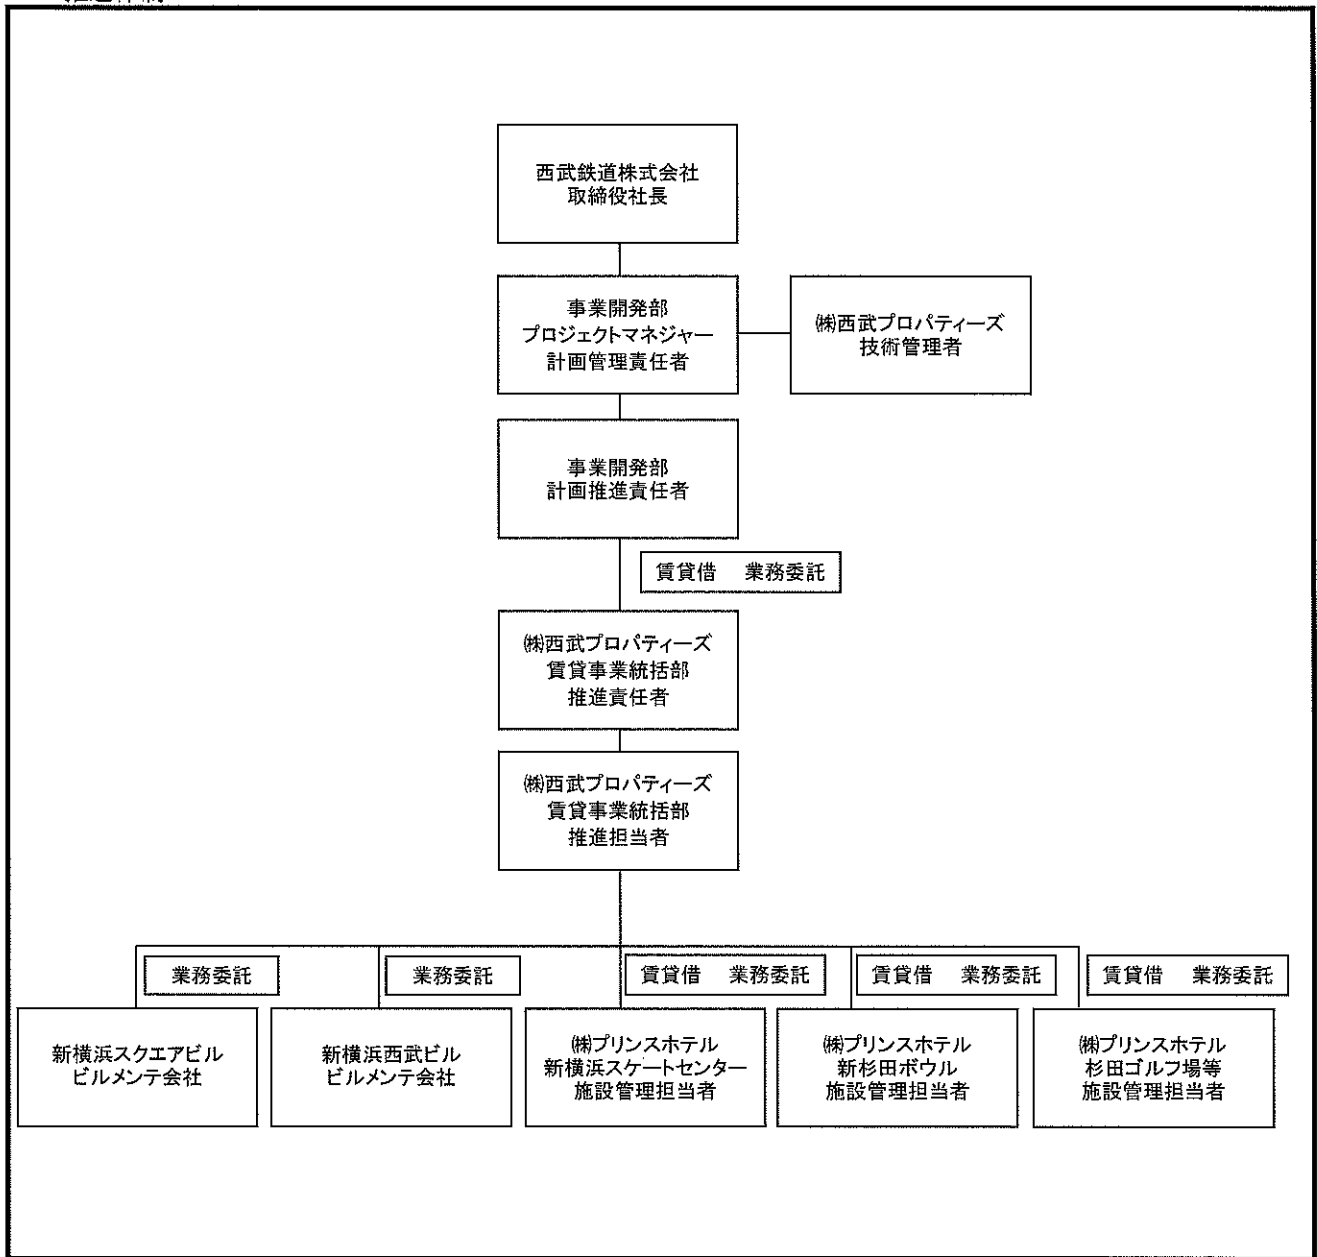 西武鉄道株式会社
取締役社長
事業開発部
プロジェクトマネジャー
計画管理責任者
㈱西武プロパティーズ
技術管理者
事業開発部
計画推進責任者
賃貸借 業務委託
㈱西武プロパティーズ
賃貸事業統括部
推進責任者
㈱西武プロパティーズ
賃貸事業統括部
推進担当者
業務委託
業務委託
賃貸借 業務委託
賃貸借 業務委託
賃貸借 業務委託
新横浜スクエアビル
ビルメンテ会社
新横浜西武ビル
ビルメンテ会社
㈱プリンスホテル
新横浜スケートセンター
施設管理担当者
㈱プリンスホテル
新杉田ボウル
施設管理担当者
㈱プリンスホテル
杉田ゴルフ場等
施設管理担当者